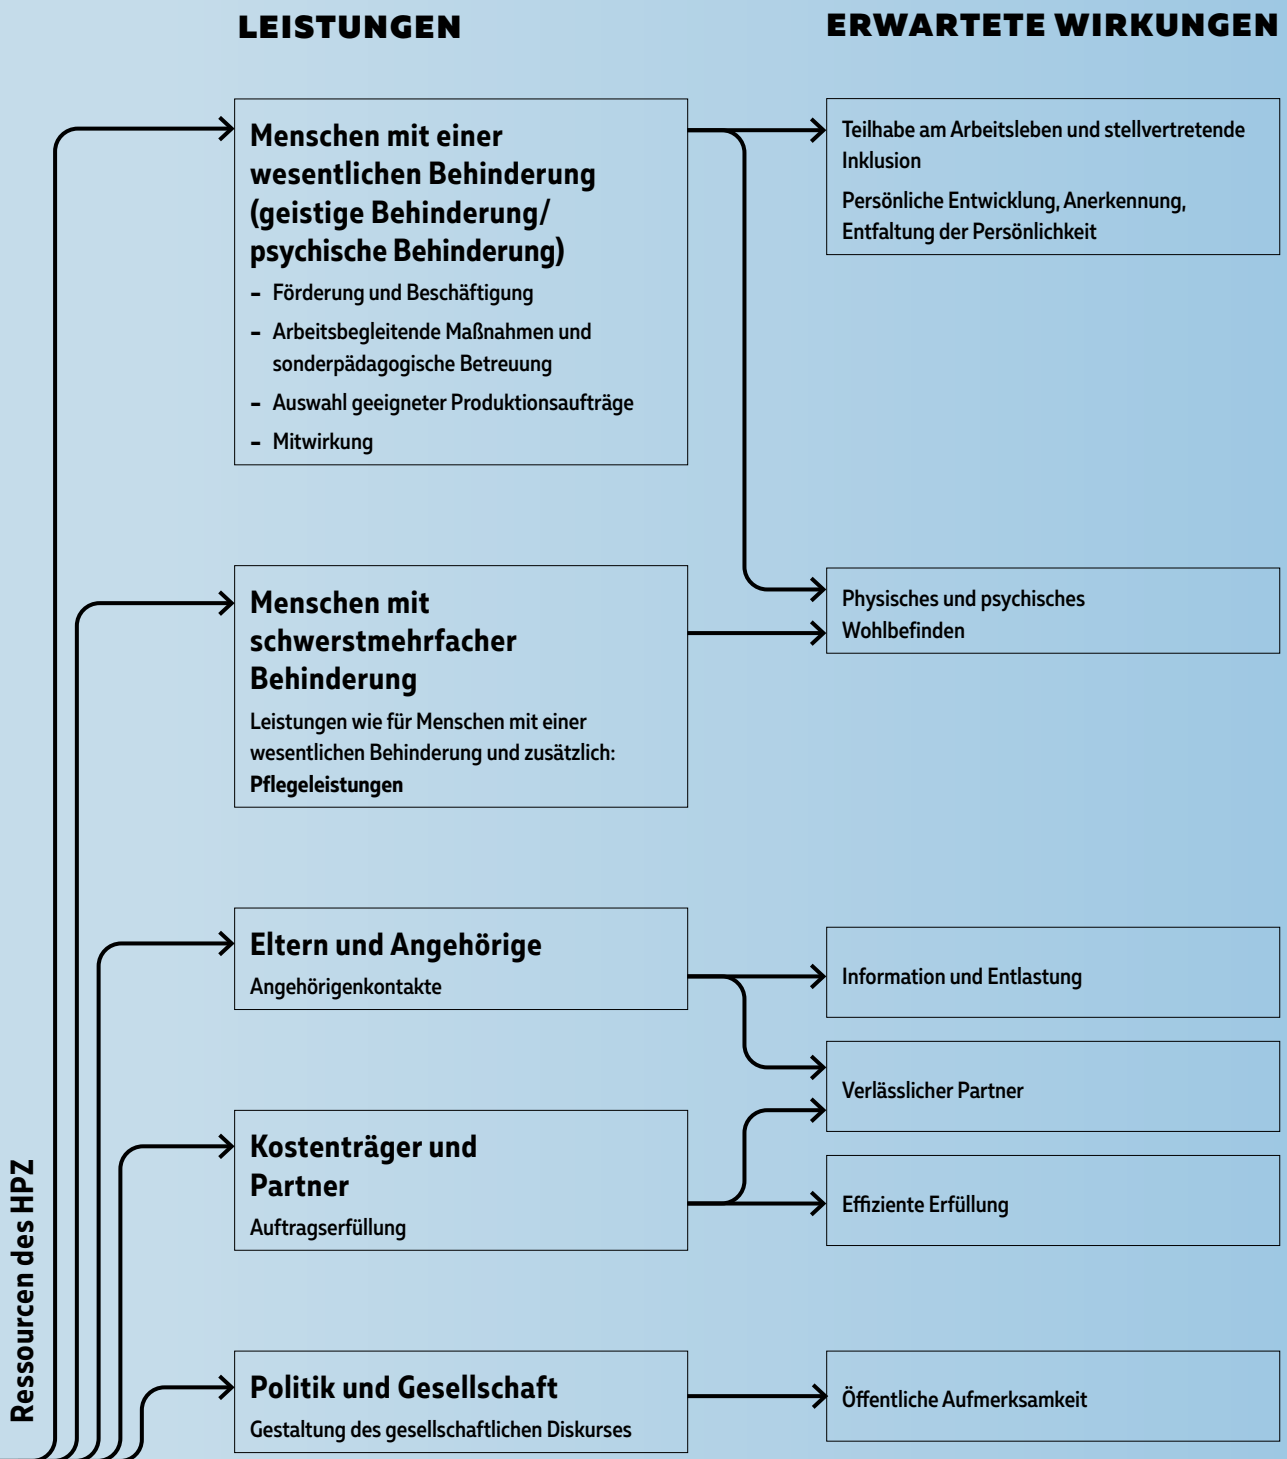 LEISTUNGEN
ERWARTETE WIRKUNGEN
Menschen mit einer
wesentlichen Behinderung
(geistige Behinderung/
psychische Behinderung)
– Förderung und Beschäftigung
– Arbeitsbegleitende Maßnahmen und
sonderpädagogische Betreuung
– Auswahl geeigneter Produktionsaufträge
– Mitwirkung
Teilhabe am Arbeitsleben und stellvertretende
Inklusion
Persönliche Entwicklung, Anerkennung,
Entfaltung der Persönlichkeit
Menschen mit
schwerstmehrfacher
Behinderung
Leistungen wie für Menschen mit einer
wesentlichen Behinderung und zusätzlich:
Pflegeleistungen
Physisches und psychisches
Wohlbefinden
Eltern und Angehörige
Angehörigenkontakte
Information und Entlastung
Verlässlicher Partner
Kostenträger und
Partner
Auftragserfüllung
Effiziente Erfüllung
Politik und Gesellschaft
Gestaltung des gesellschaftlichen Diskurses
Öffentliche Aufmerksamkeit
Ressourcen des HPZ